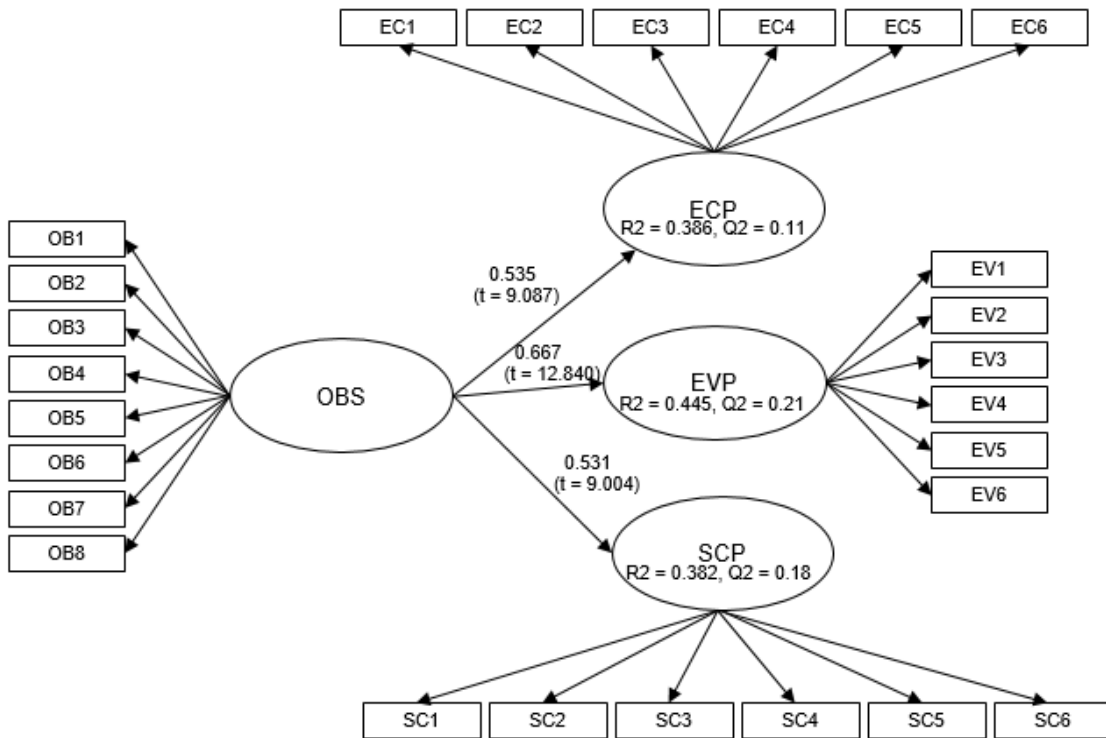 EC1 EC2 EC3 EC4 EC5 EC6
ECP
R2 = 0.386, Q2 = 0.11
OB1
OB2
OB3
OB4
OB5
OB6
OB7
OB8
OBS
0.535
(t = 9.087)
0.667
(t = 12.840)
0.531
(t = 9.004)
EVP
R2 = 0.445, Q2 = 0.21
EV1
EV2
EV3
EV4
EV5
EV6
SCP
R2 = 0.382, Q2 = 0.18
SC1 SC2 SC3 SC4 SC5 SC6